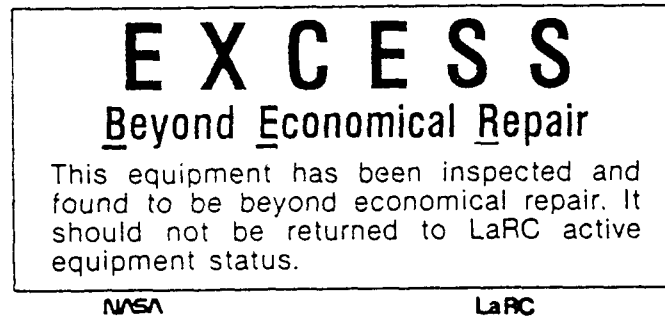 EXCESS
Beyond Economical Repair
This equipment has been inspected and
found to be beyond economical repair. It
should not be returned to LaRC active
equipment status.
NASA LaRC